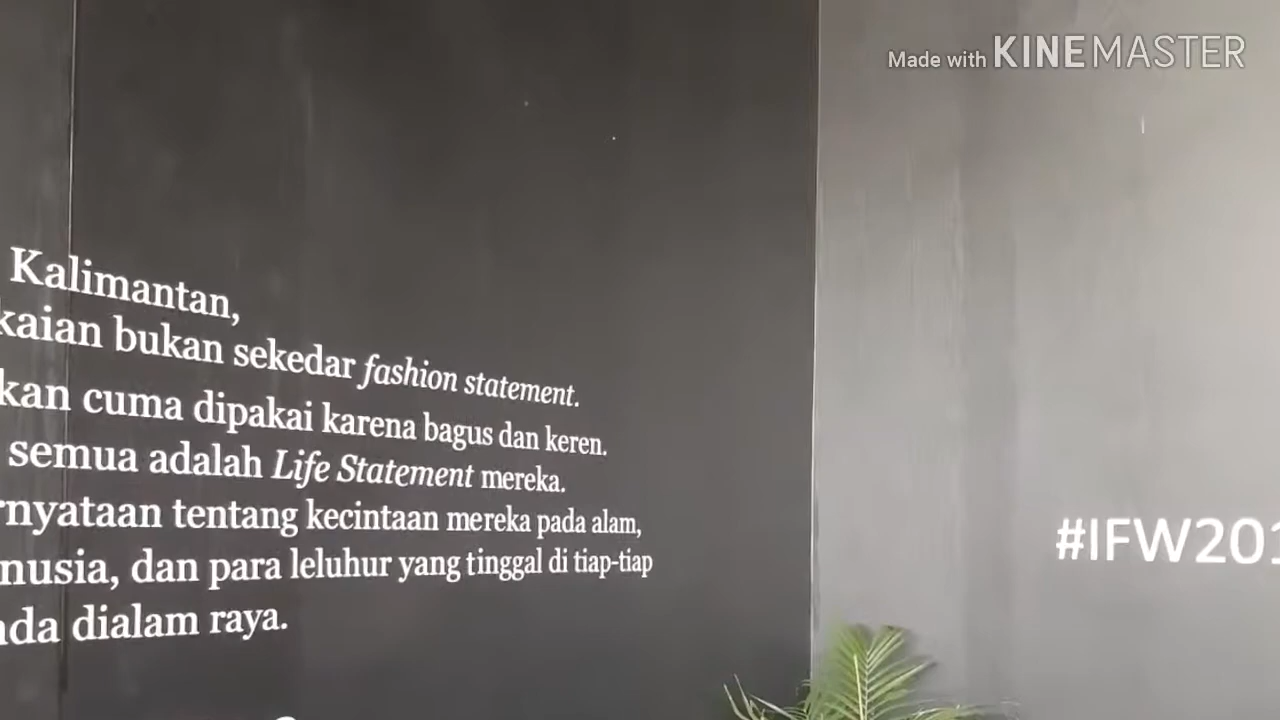 Made with KINEMASTER
Kalimantan,
kaian bukan sekedar fashion statement.
kan cuma dipakai karena bagus dan keren.
semua adalah Life Statement mereka.
rnyataan tentang kecintaan mereka pada alam,
nusia, dan para leluhur yang tinggal di tiap-tiap
nda dialam raya.
#IFW201